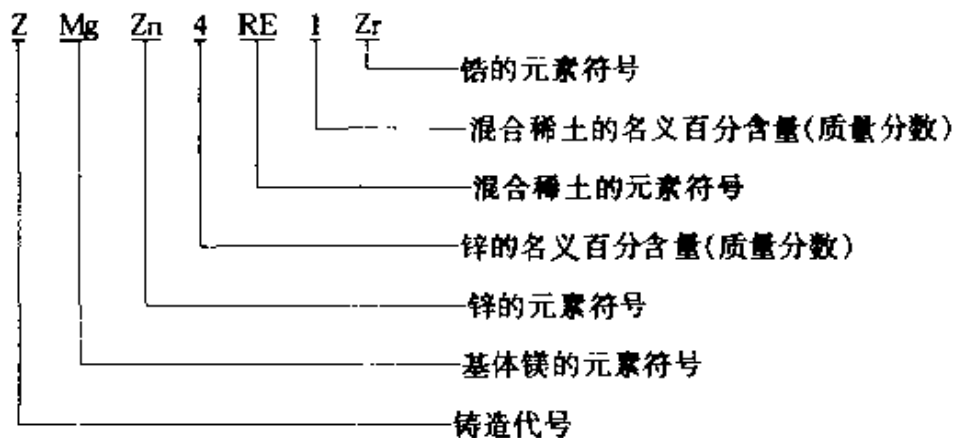 Z Mg Zn 4 RE 1 Zr
锆的元素符号
混合稀土的名义百分含量(质量分数)
混合稀土的元素符号
锌的名义百分含量(质量分数)
锌的元素符号
基体镁的元素符号
铸造代号